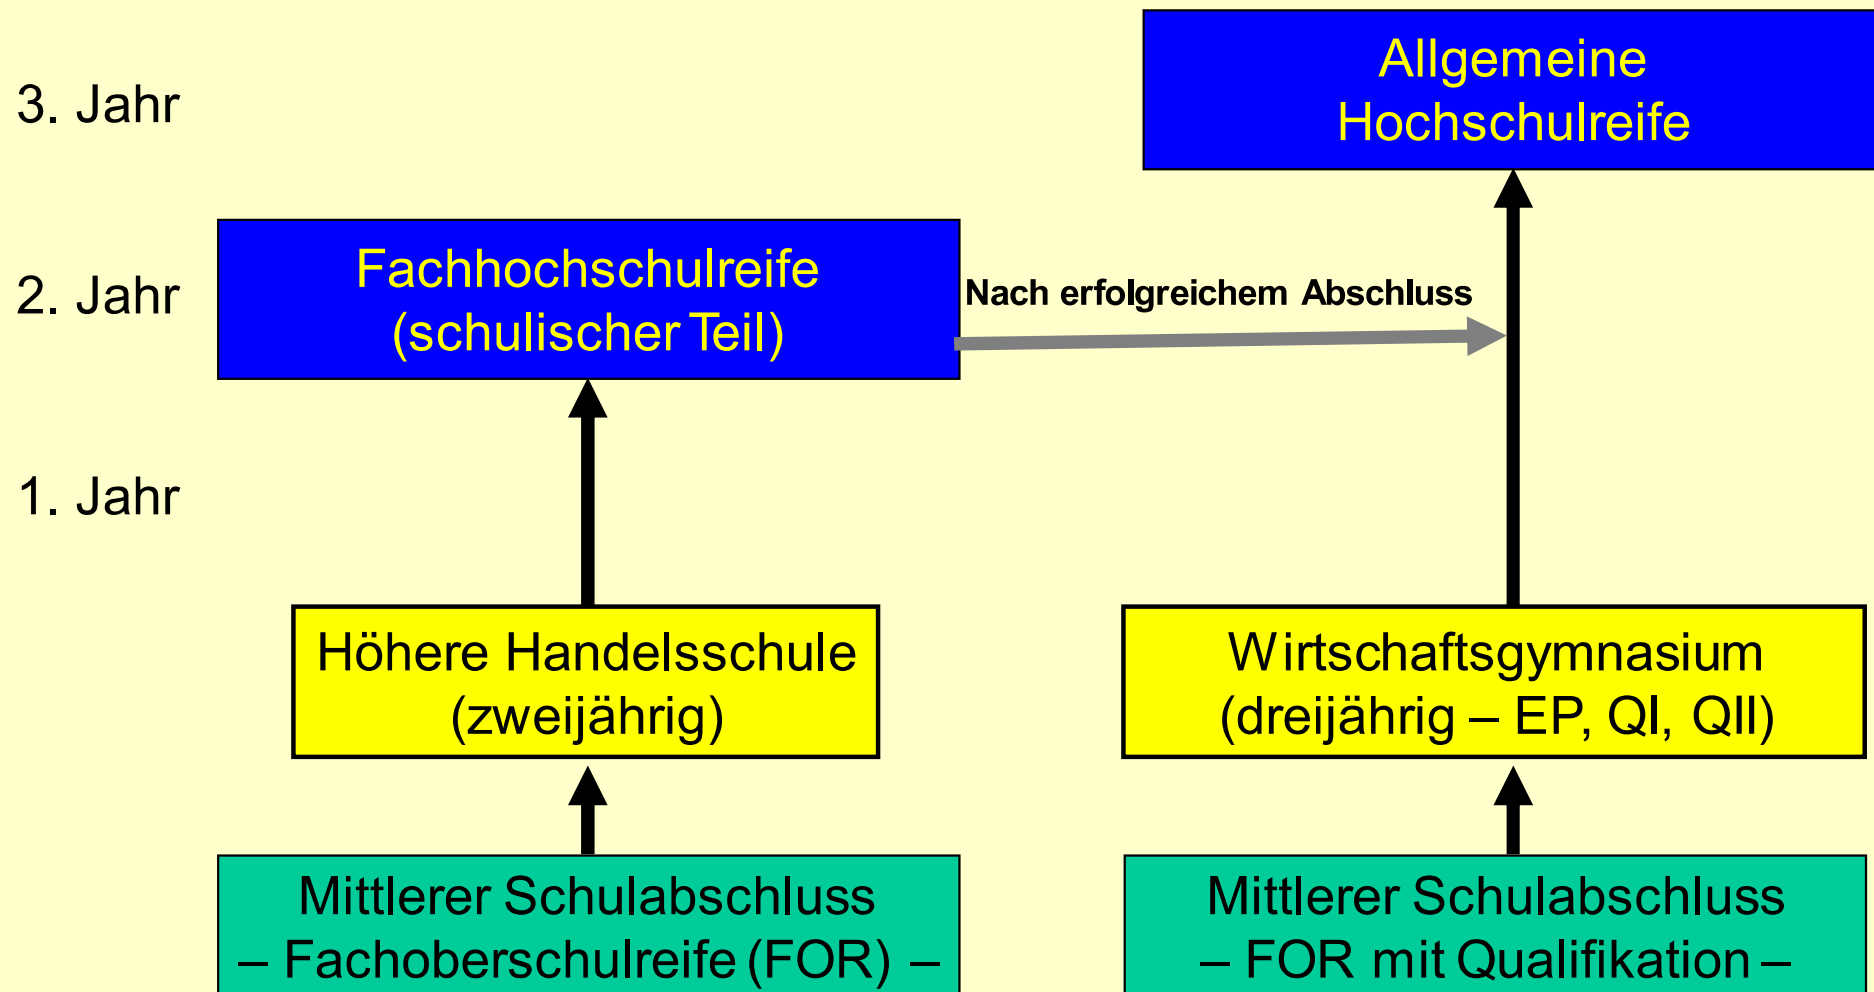 Allgemeine
Hochschulreife
3. Jahr
Fachhochschulreife
(schulischer Teil)
Nach erfolgreichem Abschluss
2. Jahr
1. Jahr
Höhere Handelsschule
(zweijährig)
Wirtschaftsgymnasium
(dreijährig – EP, QI, QII)
Mittlerer Schulabschluss
– Fachoberschulreife (FOR) –
Mittlerer Schulabschluss
– FOR mit Qualifikation –